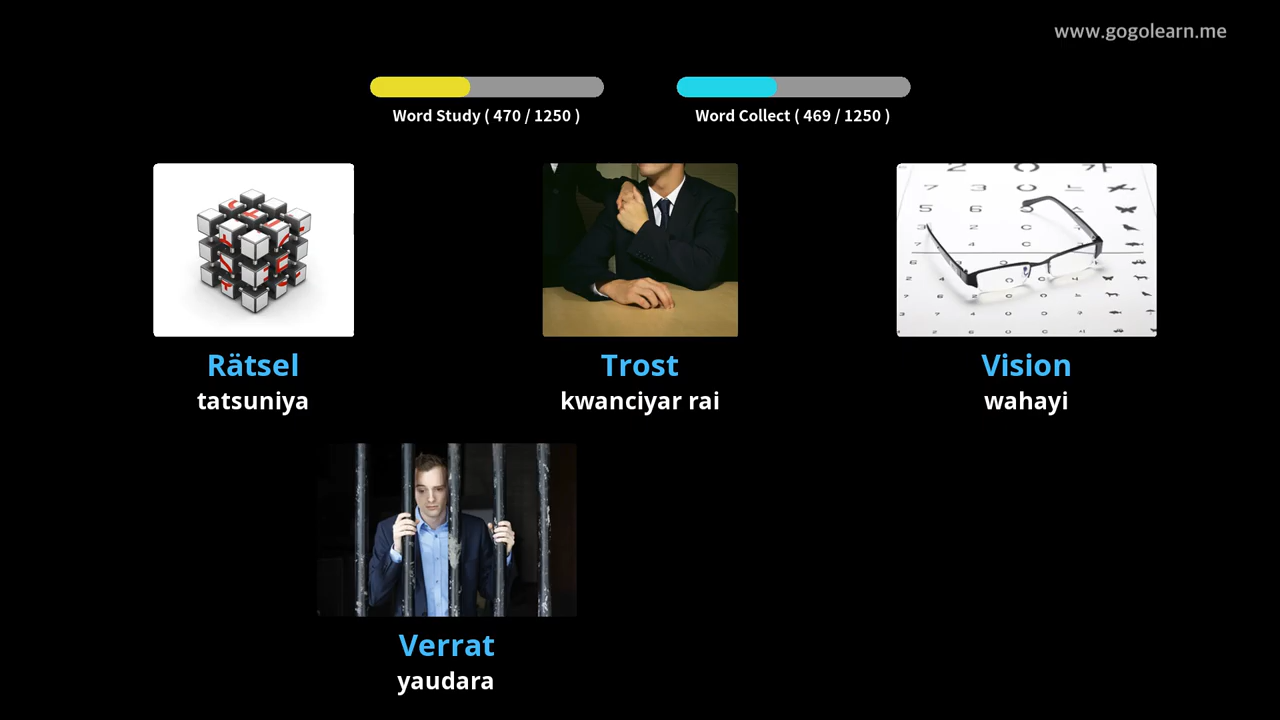 www.gogolearn.me
Word Study ( 470 / 1250 )
Word Collect ( 469 / 1250 )
Rätsel
tatsuniya
Trost
kwanciyar rai
Vision
wahayi
Verrat
yaudara